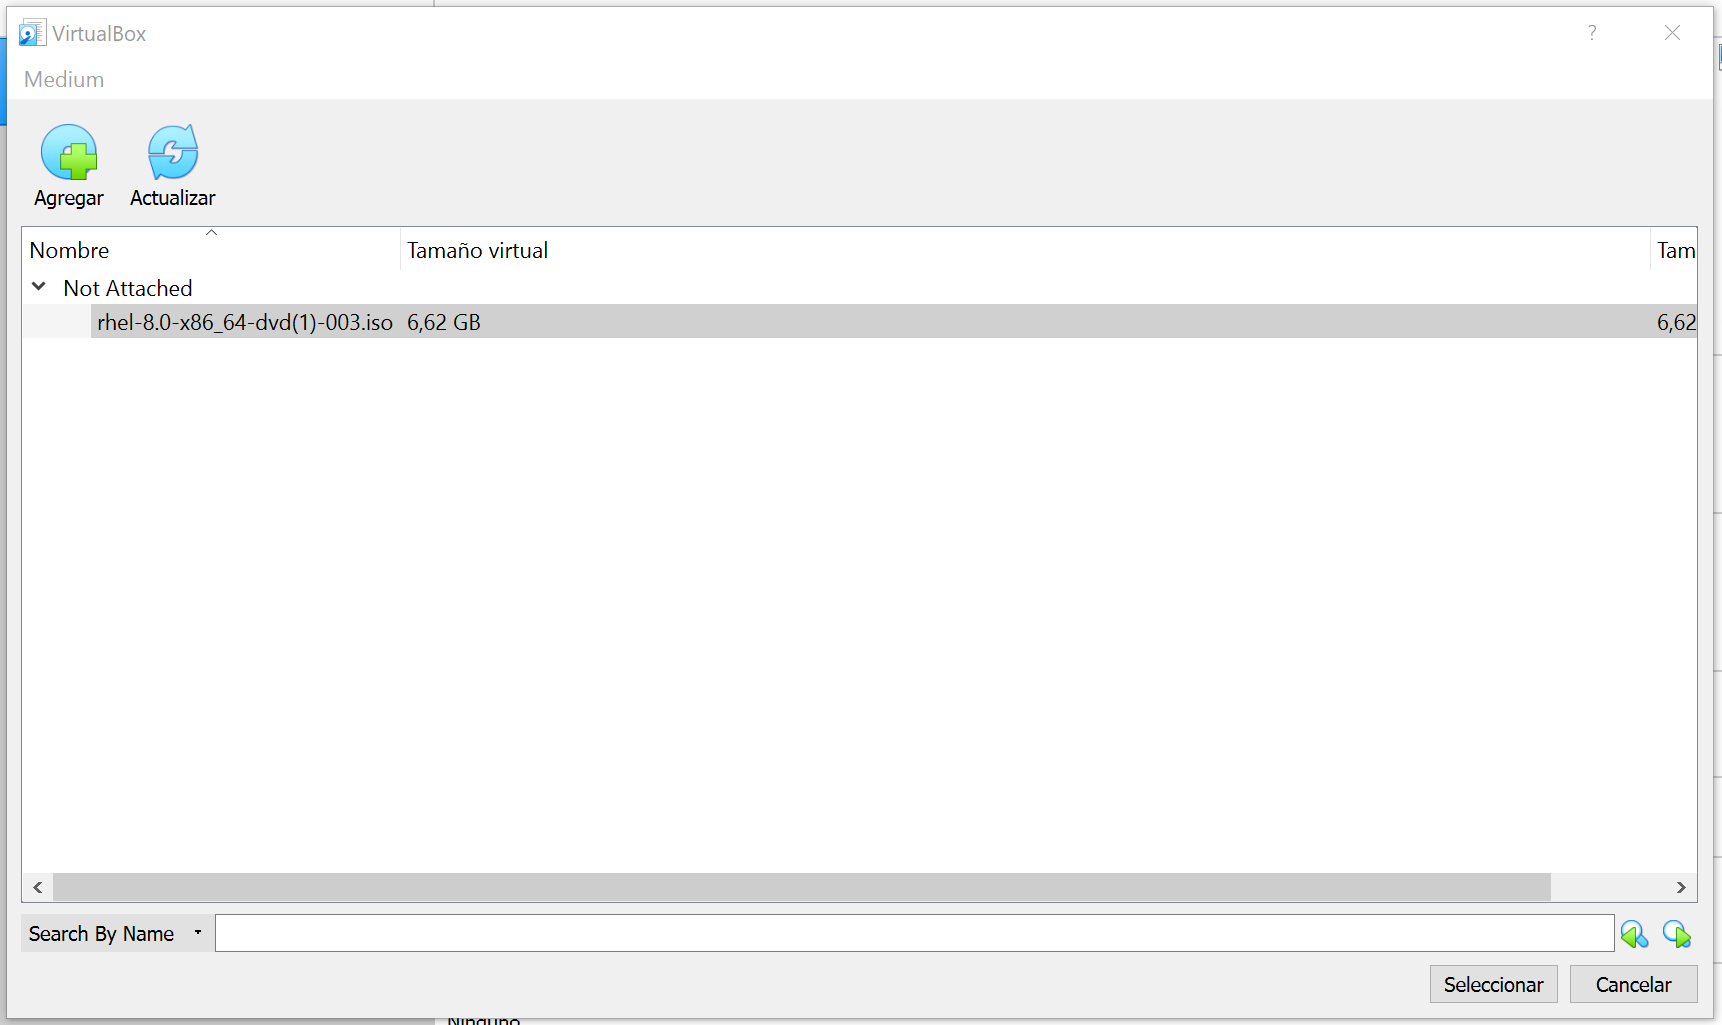 VirtualBox
?
Medium
Agregar Actualizar
Nombre Tamaño virtual Tam
Not Attached
rhel-8.0-x86_64-dvd(1)-003.iso 6,62 GB 6,62
Search By Name
Seleccionar Cancelar
Ninguno